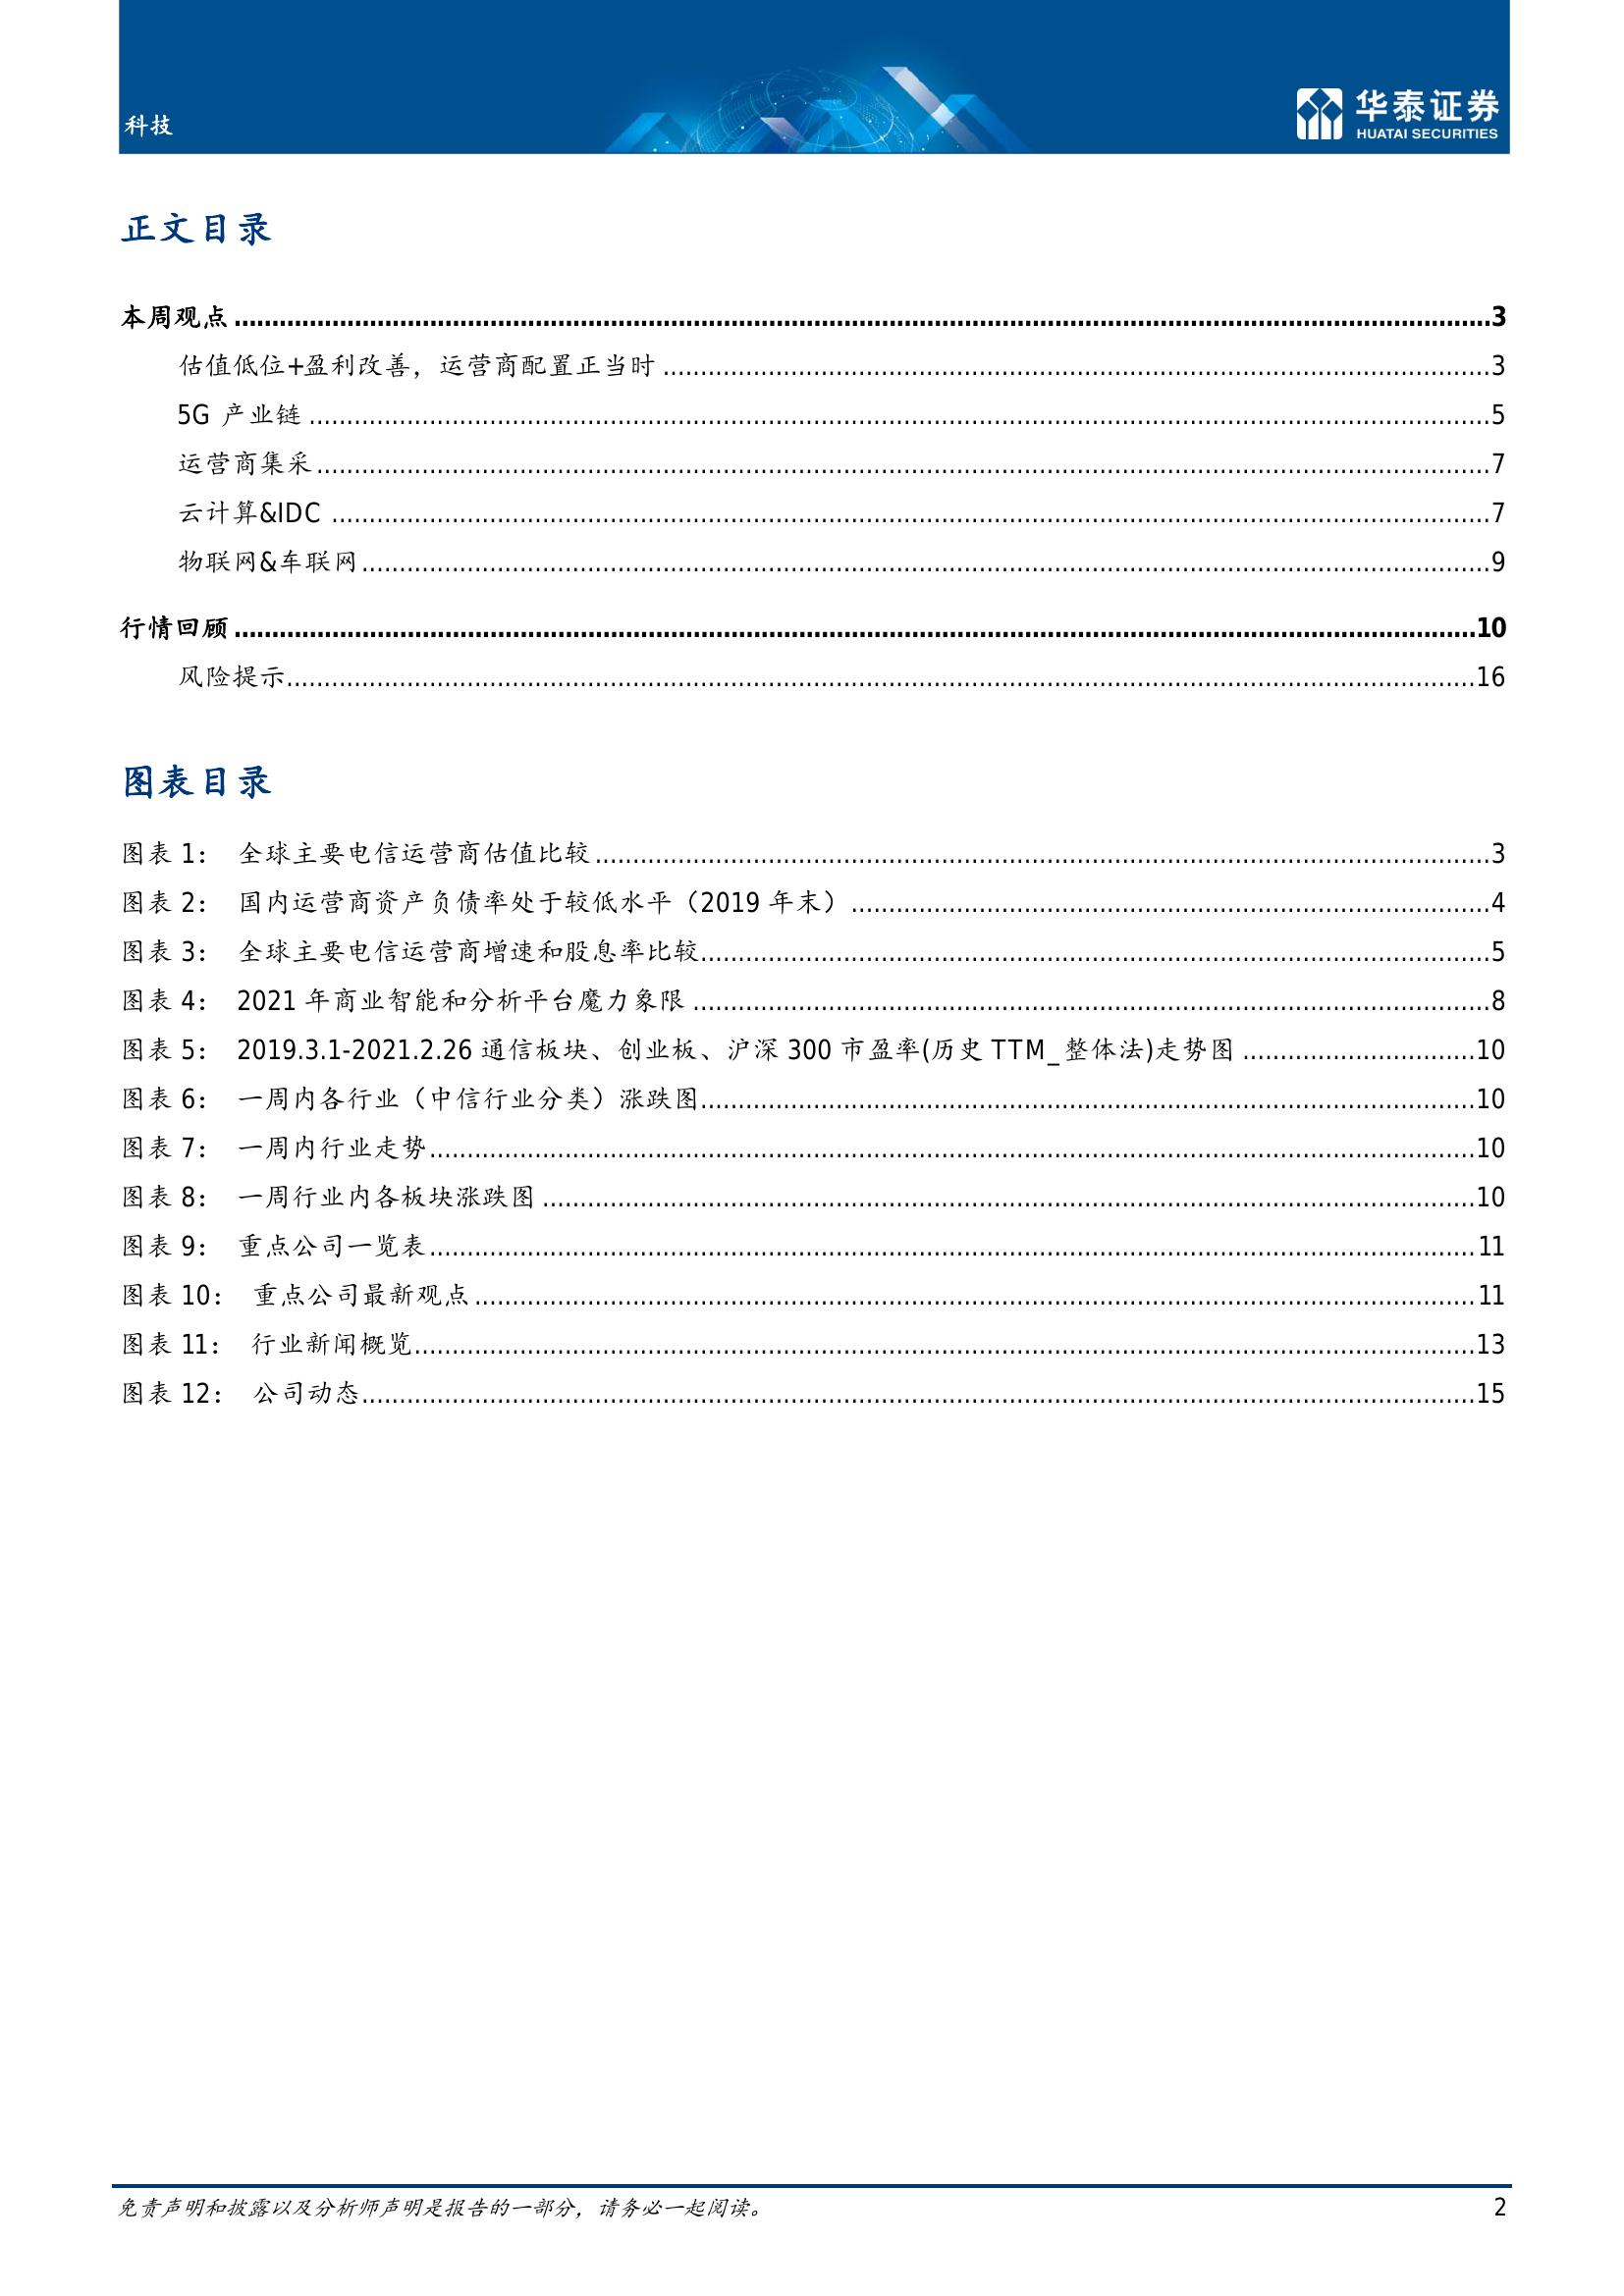 科技
华泰证券
HUATAI SECURITIES
正文目录
本周观点........................................3
估值低位+盈利改善，运营商配置正当时........................................3
5G 产业链........................................5
运营商集采........................................7
云计算&IDC ........................................7
物联网&车联网........................................9
行情回顾........................................10
风险提示........................................16
图表目录
图表 1： 全球主要电信运营商估值比较........................................3
图表 2： 国内运营商资产负债率处于较低水平（2019 年末）........................................4
图表 3： 全球主要电信运营商增速和股息率比较........................................5
图表 4： 2021 年商业智能和分析平台魔力象限........................................8
图表 5： 2019.3.1-2021.2.26 通信板块、创业板、沪深 300 市盈率(历史 TTM_整体法)走势图........................................10
图表 6： 一周内各行业（中信行业分类）涨跌图........................................10
图表 7： 一周内行业走势........................................10
图表 8： 一周行业内各板块涨跌图........................................10
图表 9： 重点公司一览表........................................11
图表 10： 重点公司最新观点........................................11
图表 11： 行业新闻概览........................................13
图表 12： 公司动态........................................15
免责声明和披露以及分析师声明是报告的一部分，请务必一起阅读。 2